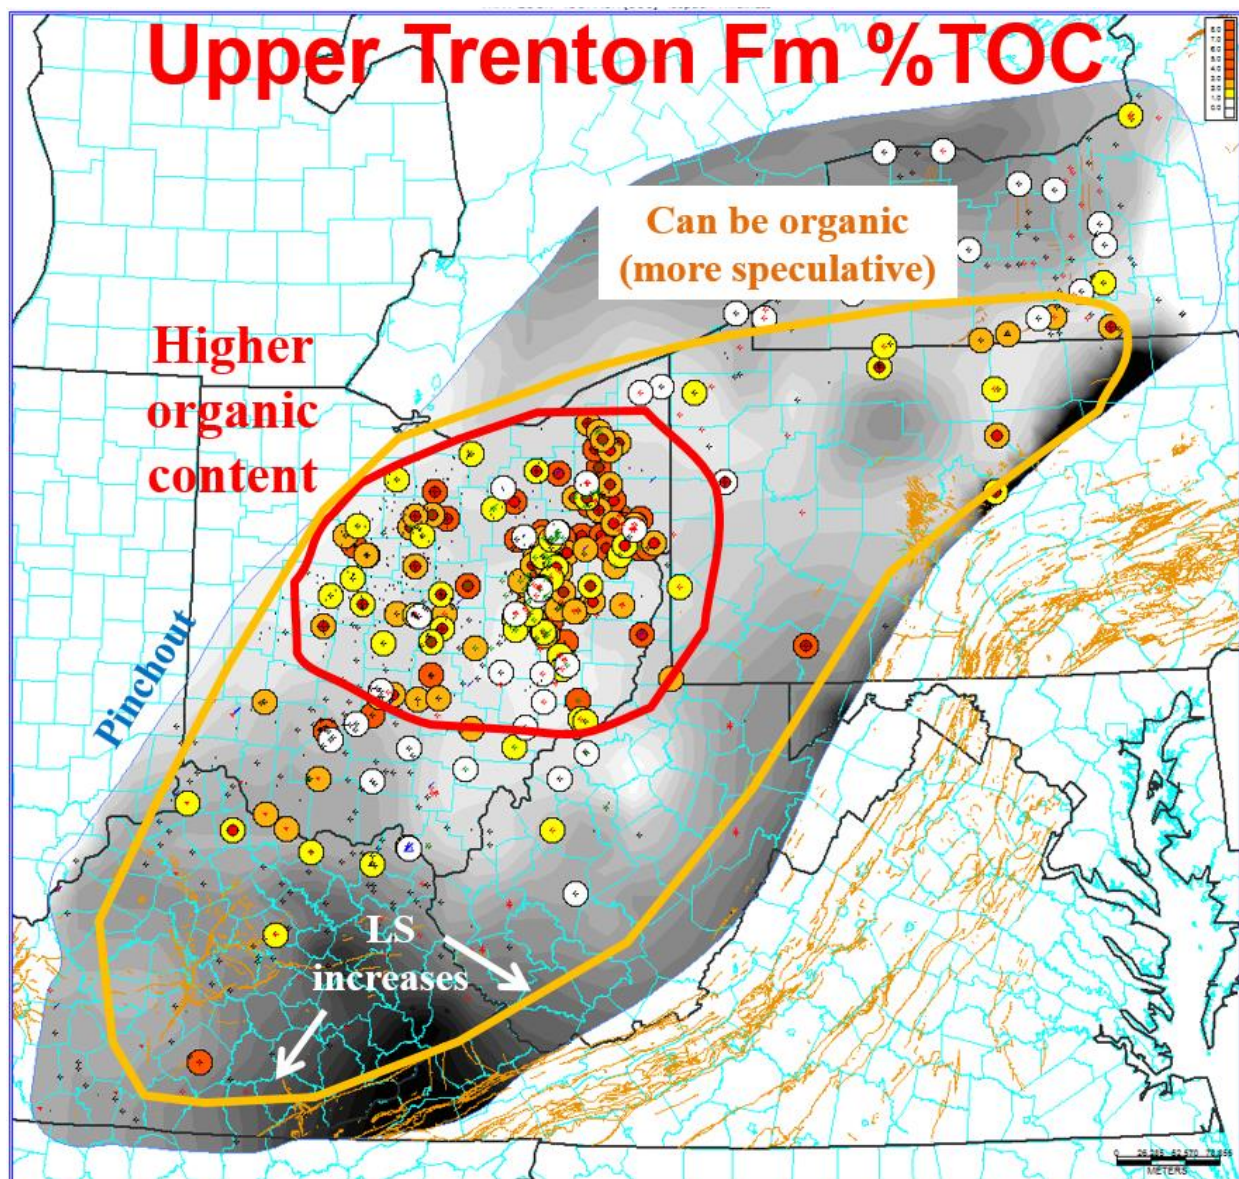 Upper Trenton Fm %TOC
Can be organic
(more speculative)
Higher
organic
content
Pinchout
LS
increases
METERS